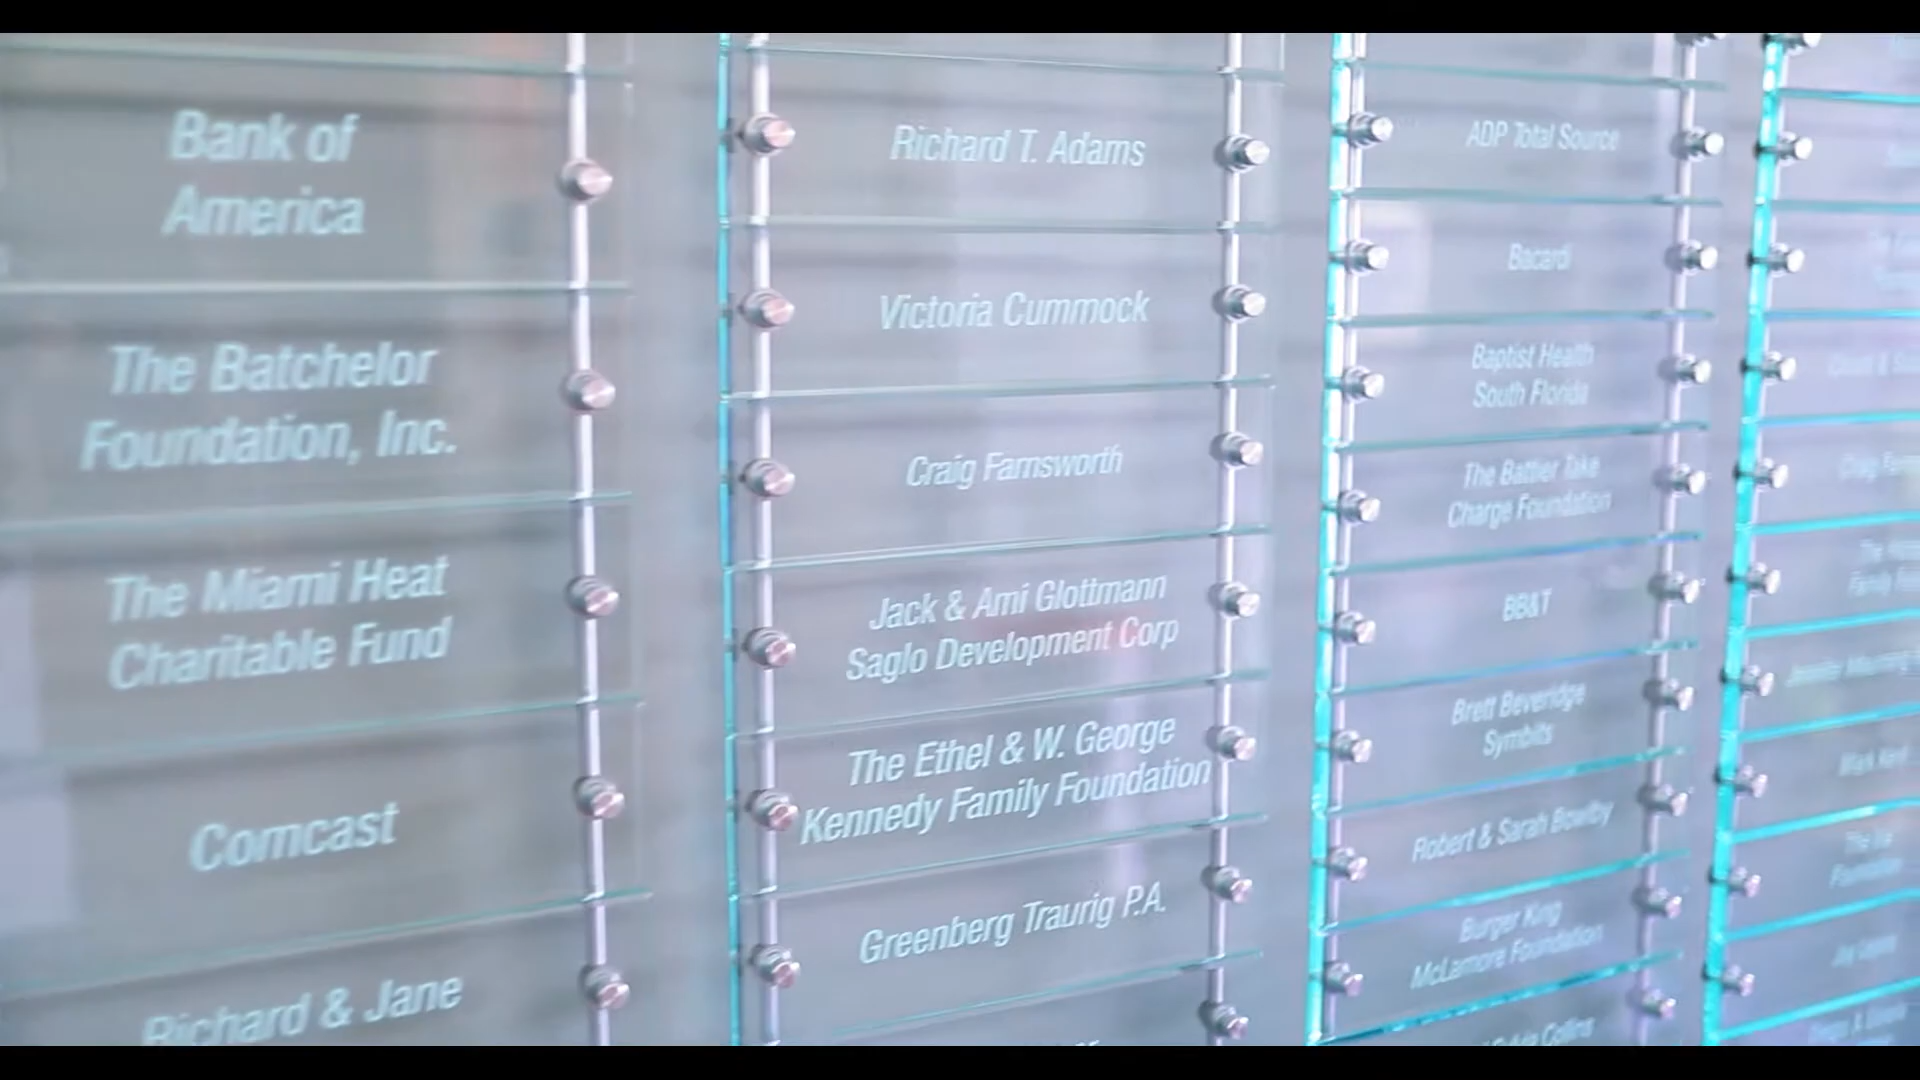 Bank of
America
The Batchelor
Foundation, Inc.
The Miami Heat
Charitable Fund
Comcast
Richard & Jane
Richard T. Adams
Victoria Cummock
Craig Farnsworth
Jack & Ami Glottmann
Saglo Development Corp
The Ethel & W. George
Kennedy Family Foundation
Greenberg Traurig P.A.
ADP Total Source
Bacardi
Baptist Health
South Florida
The Battier Take
Charge Foundation
BB&T
Brett Beveridge
Symbits
Robert & Sarah Bowlby
Burger King
McLamore Foundation
Collins